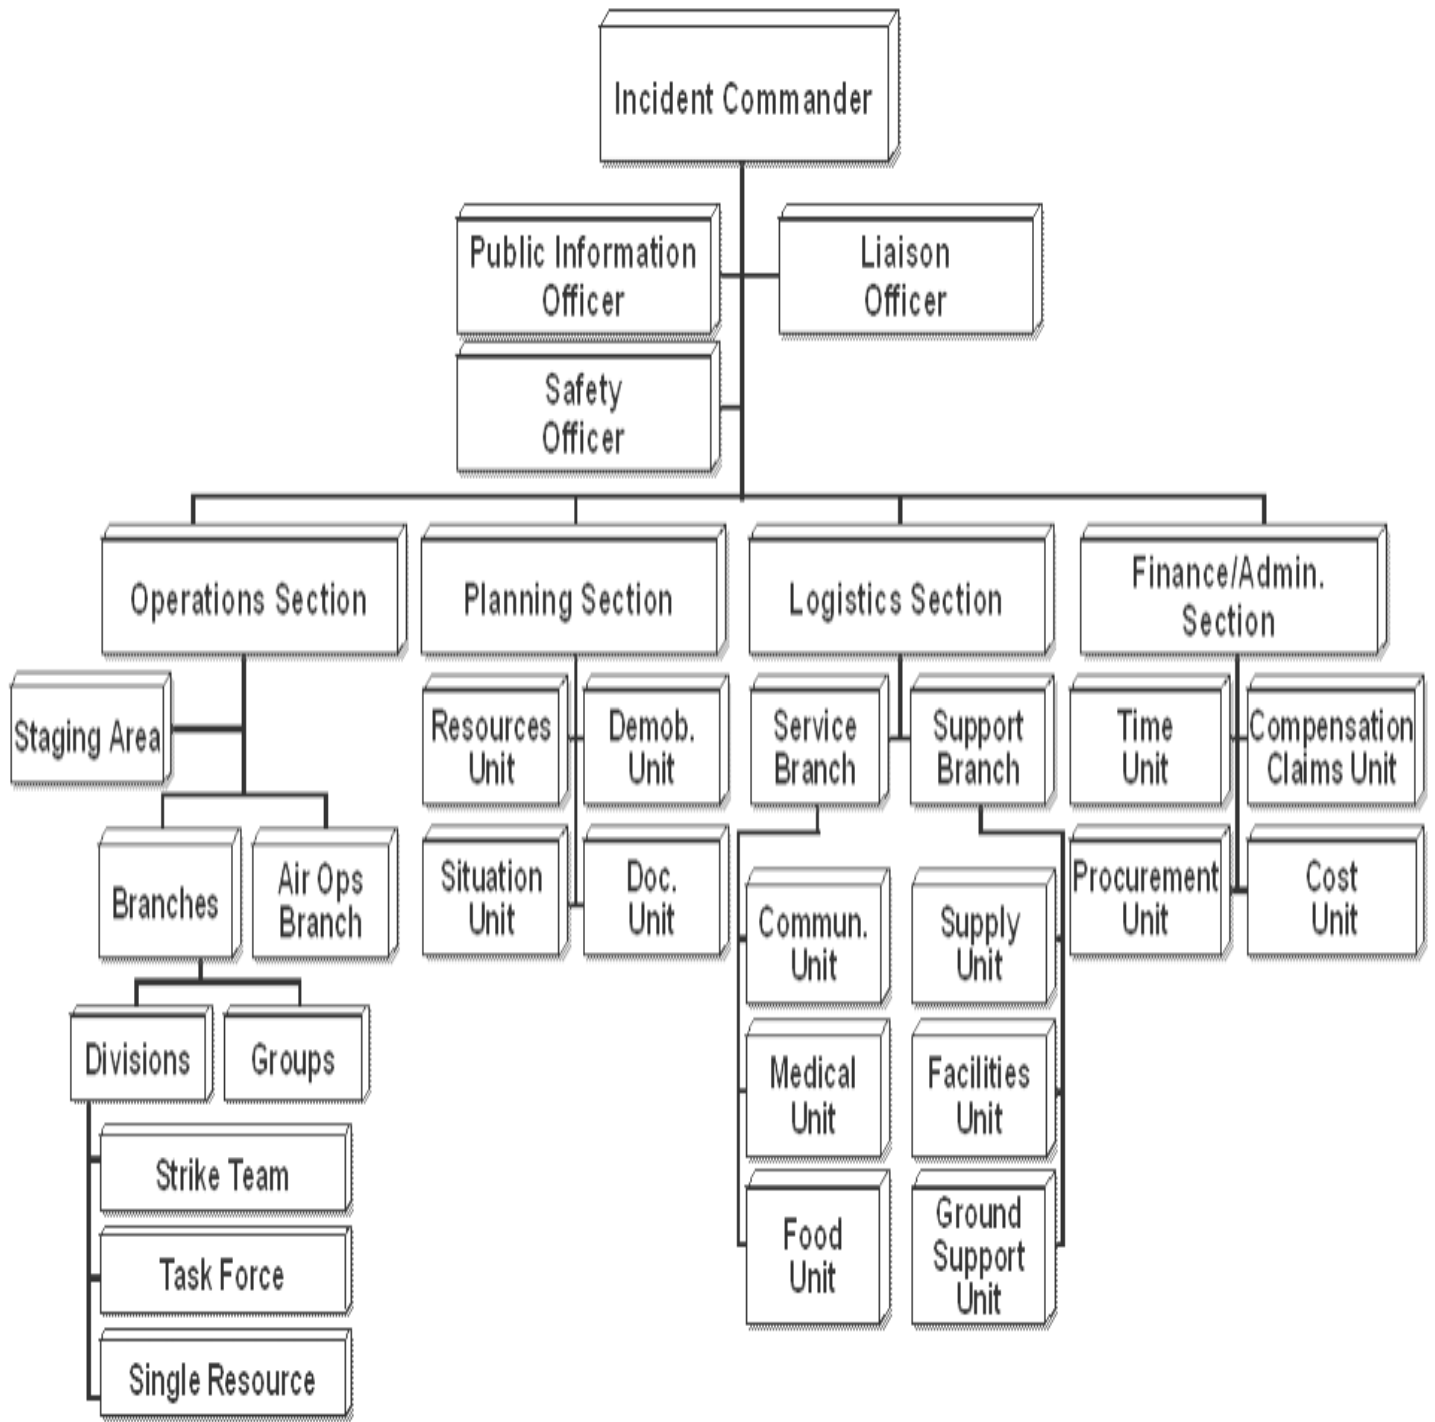 Incident Commander
Public Information
Officer
Liaison
Officer
Safety
Officer
Operations Section
Planning Section
Logistics Section
Finance/Admin.
Section
Staging Area
Branches
Air Ops
Branch
Divisions
Groups
Strike Team
Task Force
Single Resource
Resources
Unit
Demob.
Unit
Situation
Unit
Doc.
Unit
Service
Branch
Support
Branch
Commun.
Unit
Supply
Unit
Medical
Unit
Facilities
Unit
Food
Unit
Ground
Support
Unit
Time
Unit
Compensation
Claims Unit
Procurement
Unit
Cost
Unit